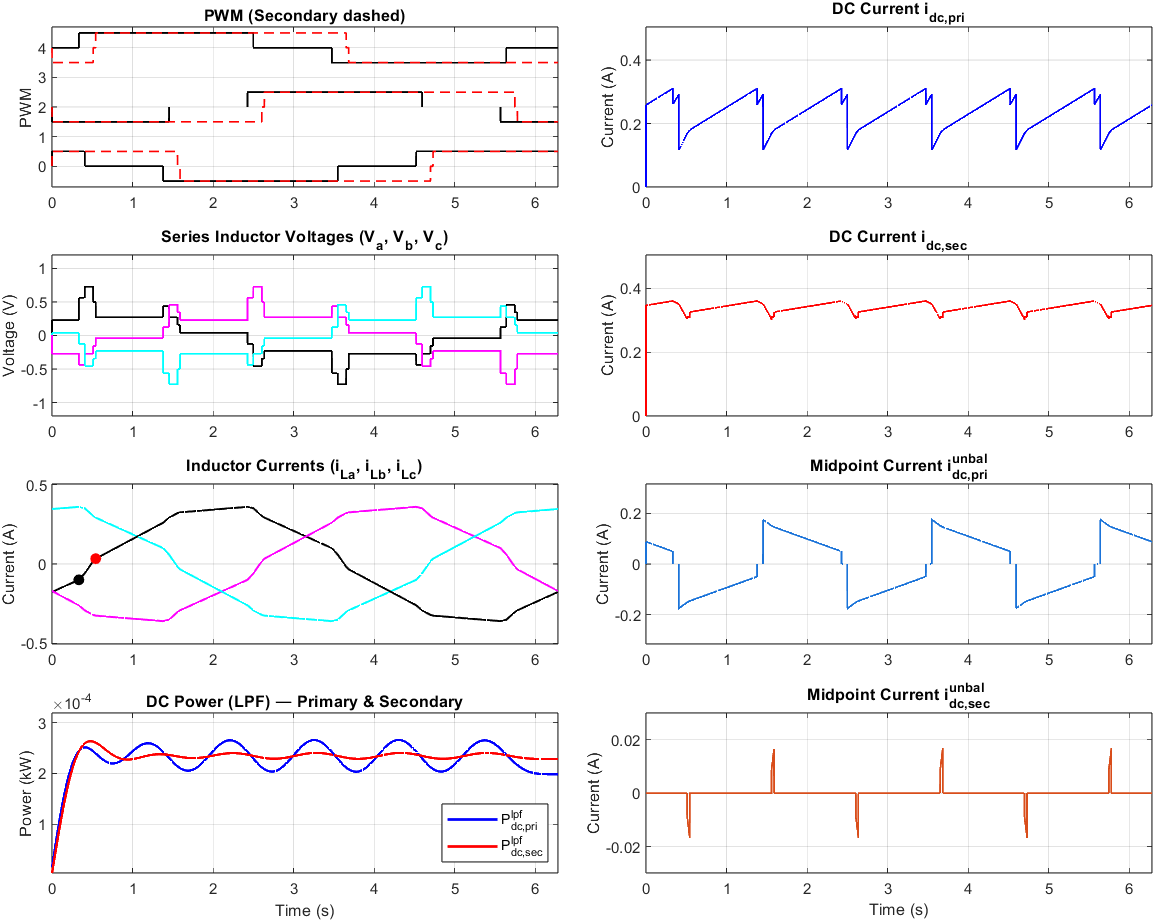 PWM (Secondary dashed)
PWM
4
3
2
1
0
0 1 2 3 4 5 6
DC Current i_dc,pri
Current (A)
0.4
0.2
0
0 1 2 3 4 5 6
Series Inductor Voltages (V_a, V_b, V_c)
Voltage (V)
1
0.5
0
-0.5
-1
0 1 2 3 4 5 6
DC Current i_dc,sec
Current (A)
0.4
0.2
0
0 1 2 3 4 5 6
Inductor Currents (i_La, i_Lb, i_Lc)
Current (A)
0.5
0
-0.5
0 1 2 3 4 5 6
Midpoint Current i_dc,pri^unbal
Current (A)
0.2
0
-0.2
0 1 2 3 4 5 6
DC Power (LPF) — Primary & Secondary
×10^-4
Power (kW)
3
2
1
P_dc,pri^lpf
P_dc,sec^lpf
0 1 2 3 4 5 6
Time (s)
Midpoint Current i_dc,sec^unbal
Current (A)
0.02
0
-0.02
0 1 2 3 4 5 6
Time (s)